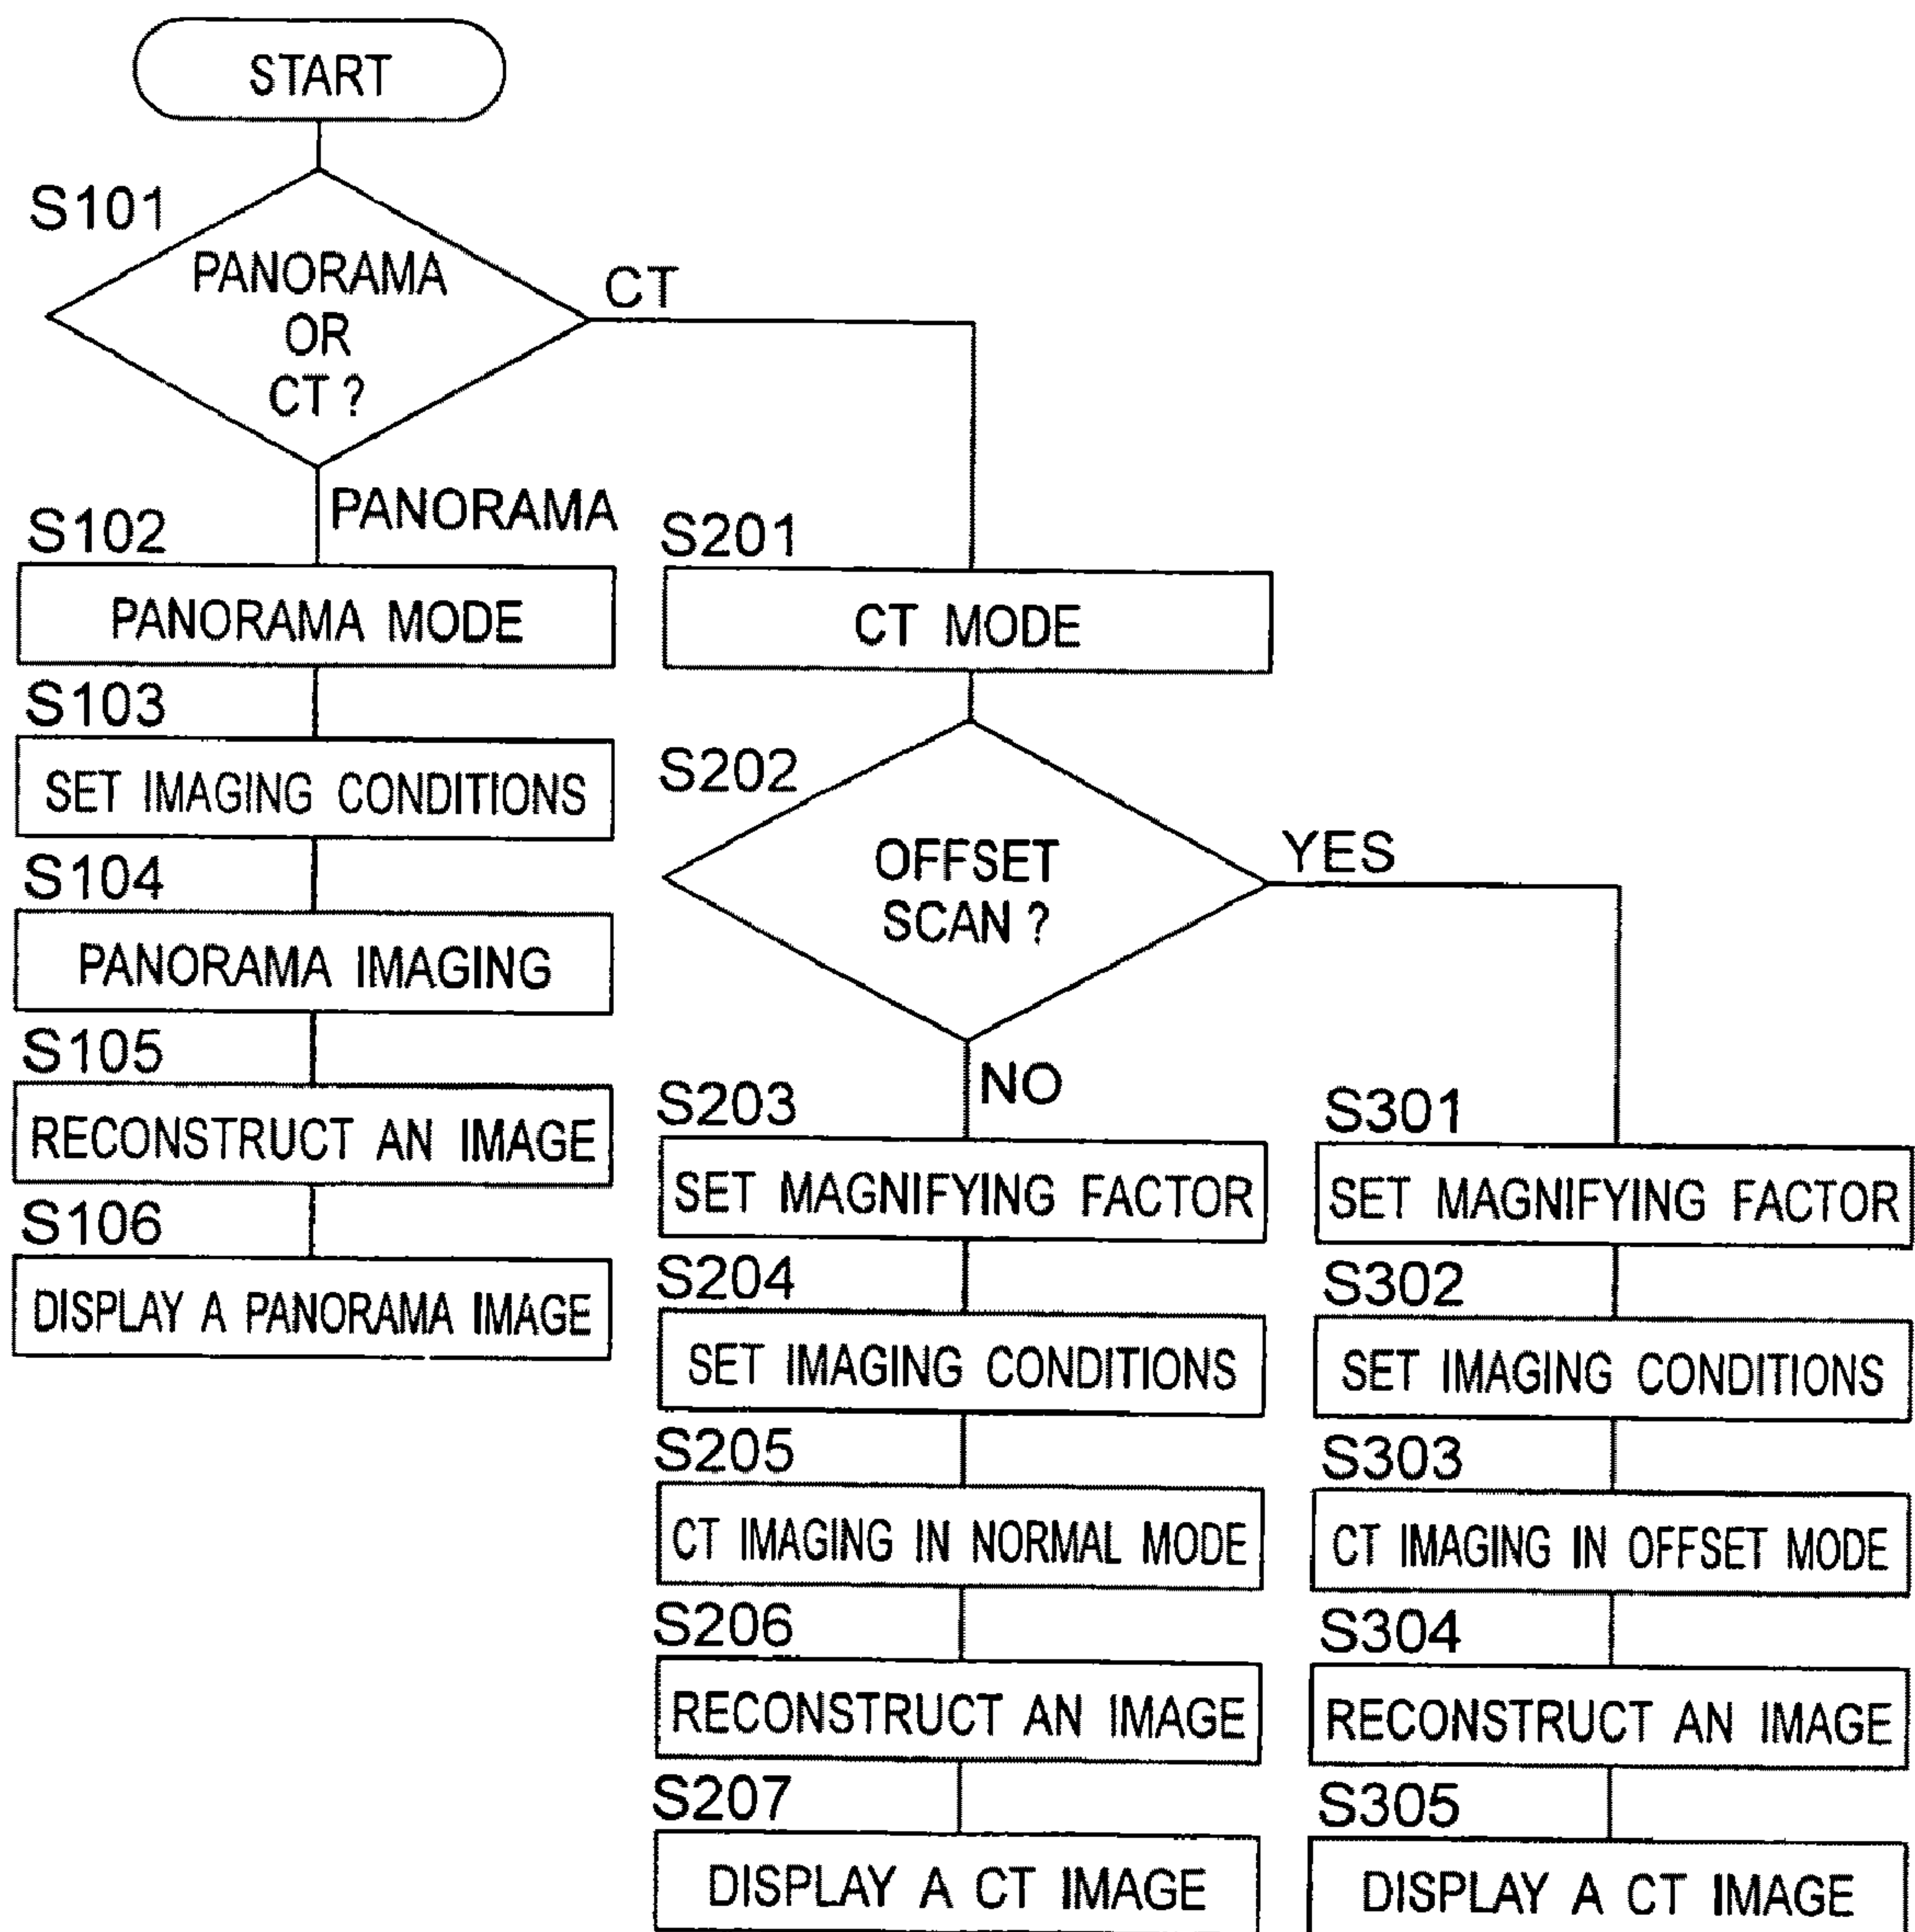 START
S101
PANORAMA
OR
CT ?
CT
PANORAMA
S102
PANORAMA MODE
S103
SET IMAGING CONDITIONS
S104
PANORAMA IMAGING
S105
RECONSTRUCT AN IMAGE
S106
DISPLAY A PANORAMA IMAGE
S201
CT MODE
S202
OFFSET
SCAN ?
YES
NO
S203
SET MAGNIFYING FACTOR
S204
SET IMAGING CONDITIONS
S205
CT IMAGING IN NORMAL MODE
S206
RECONSTRUCT AN IMAGE
S207
DISPLAY A CT IMAGE
S301
SET MAGNIFYING FACTOR
S302
SET IMAGING CONDITIONS
S303
CT IMAGING IN OFFSET MODE
S304
RECONSTRUCT AN IMAGE
S305
DISPLAY A CT IMAGE